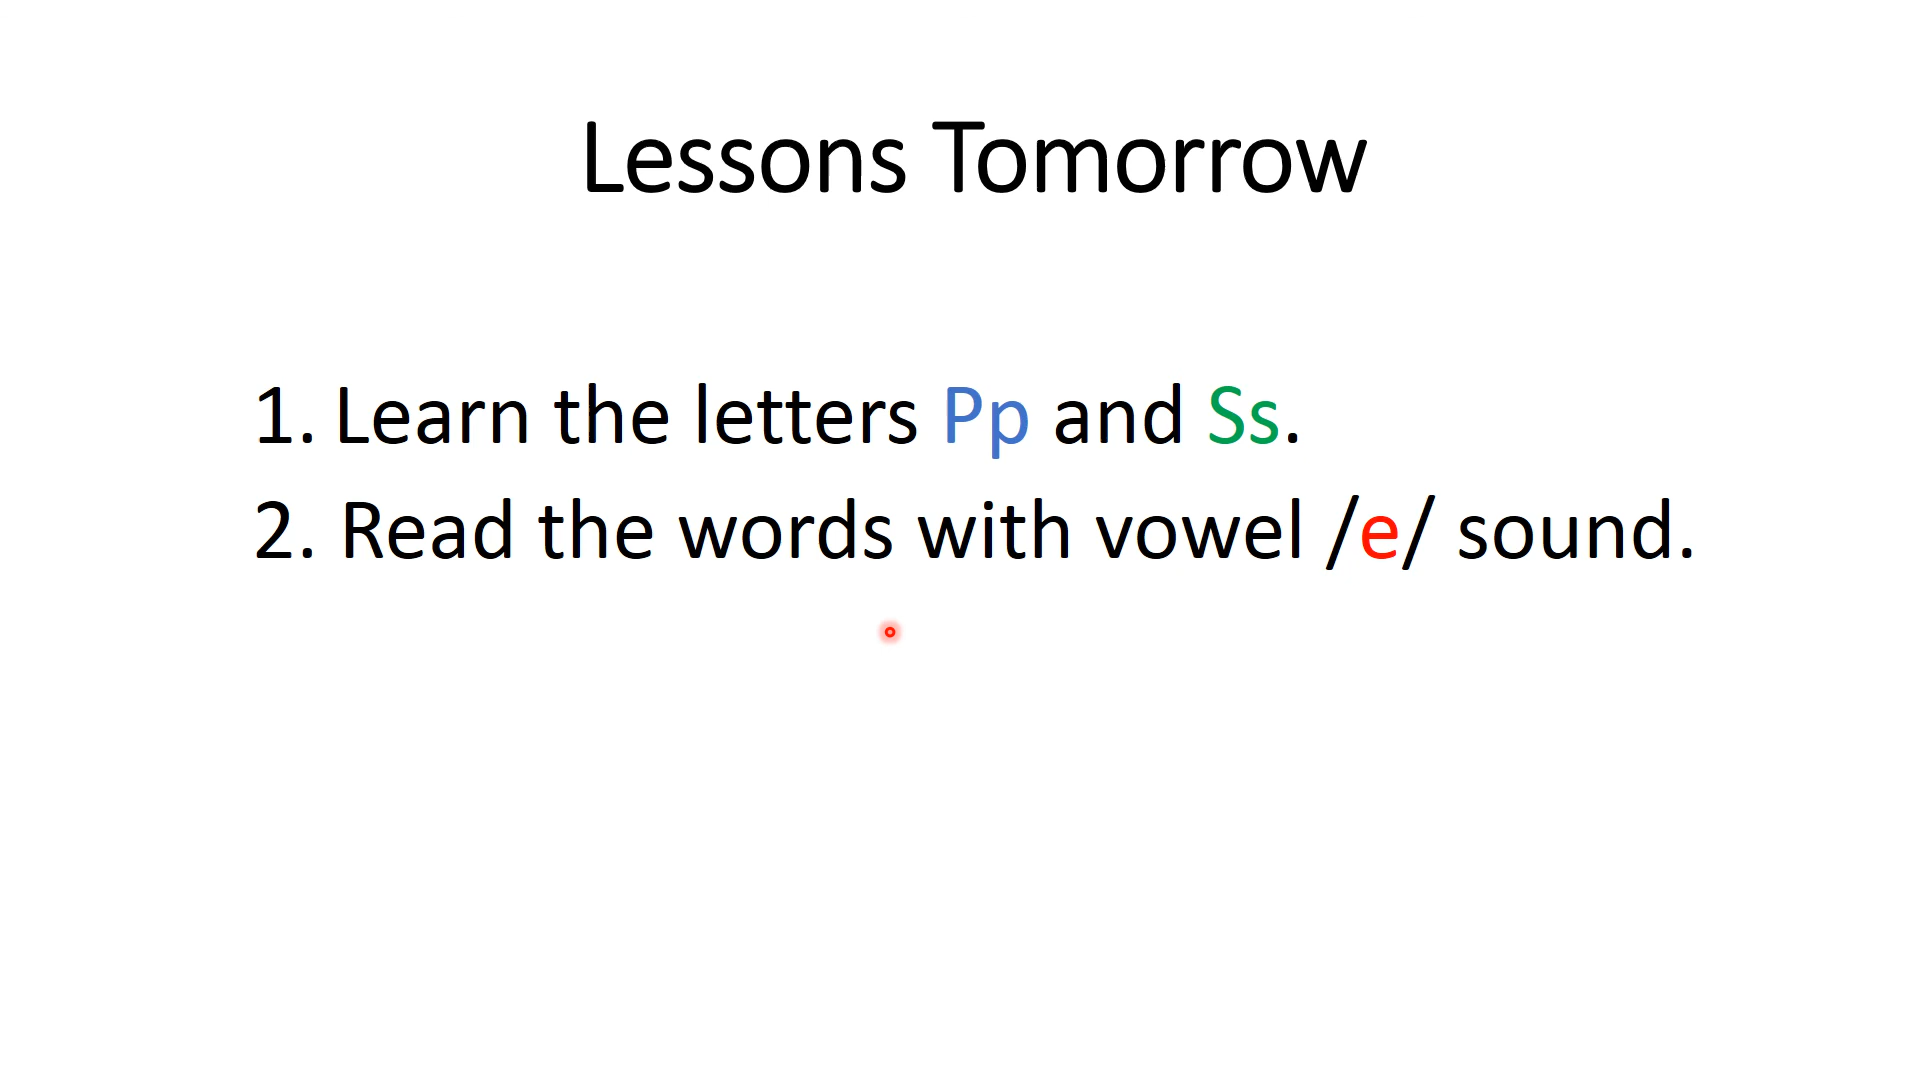 Lessons Tomorrow
1. Learn the letters Pp and Ss.
2. Read the words with vowel /e/ sound.